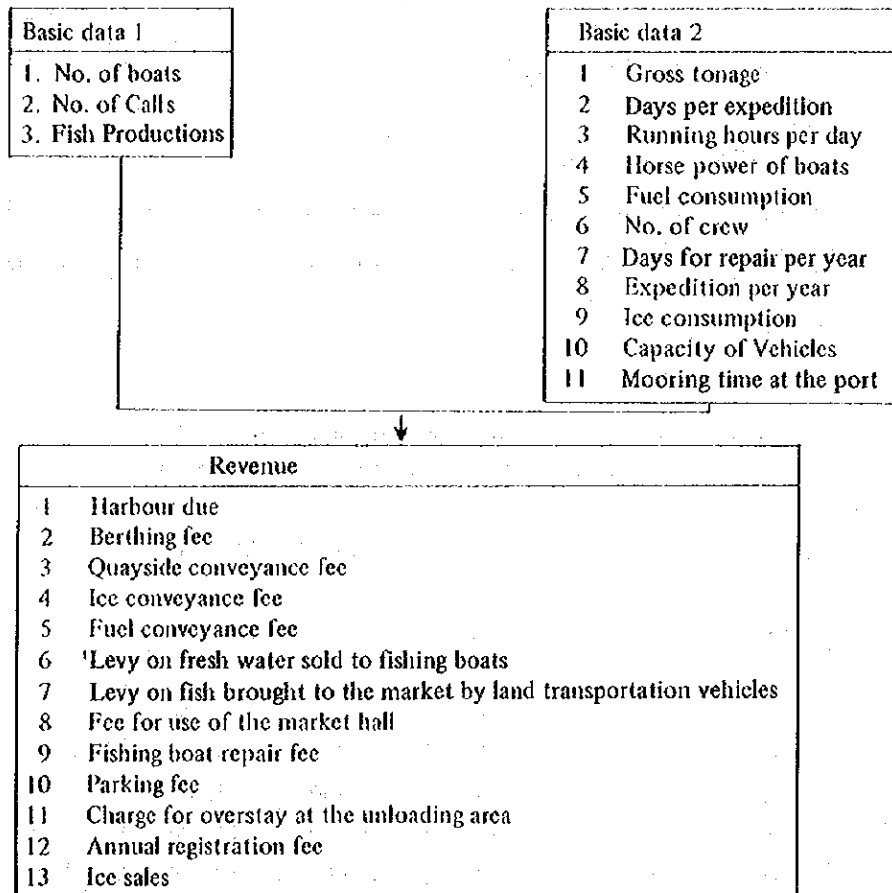 Basic data 1
1. No. of boats
2. No. of Calls
3. Fish Productions
Basic data 2
1 Gross tonage
2 Days per expedition
3 Running hours per day
4 Horse power of boats
5 Fuel consumption
6 No. of crew
7 Days for repair per year
8 Expedition per year
9 Ice consumption
10 Capacity of Vehicles
11 Mooring time at the port
Revenue
1 Harbour due
2 Berthing fee
3 Quayside conveyance fee
4 Ice conveyance fee
5 Fuel conveyance fee
6 Levy on fresh water sold to fishing boats
7 Levy on fish brought to the market by land transportation vehicles
8 Fee for use of the market hall
9 Fishing boat repair fee
10 Parking fee
11 Charge for overstay at the unloading area
12 Annual registration fee
13 Ice sales